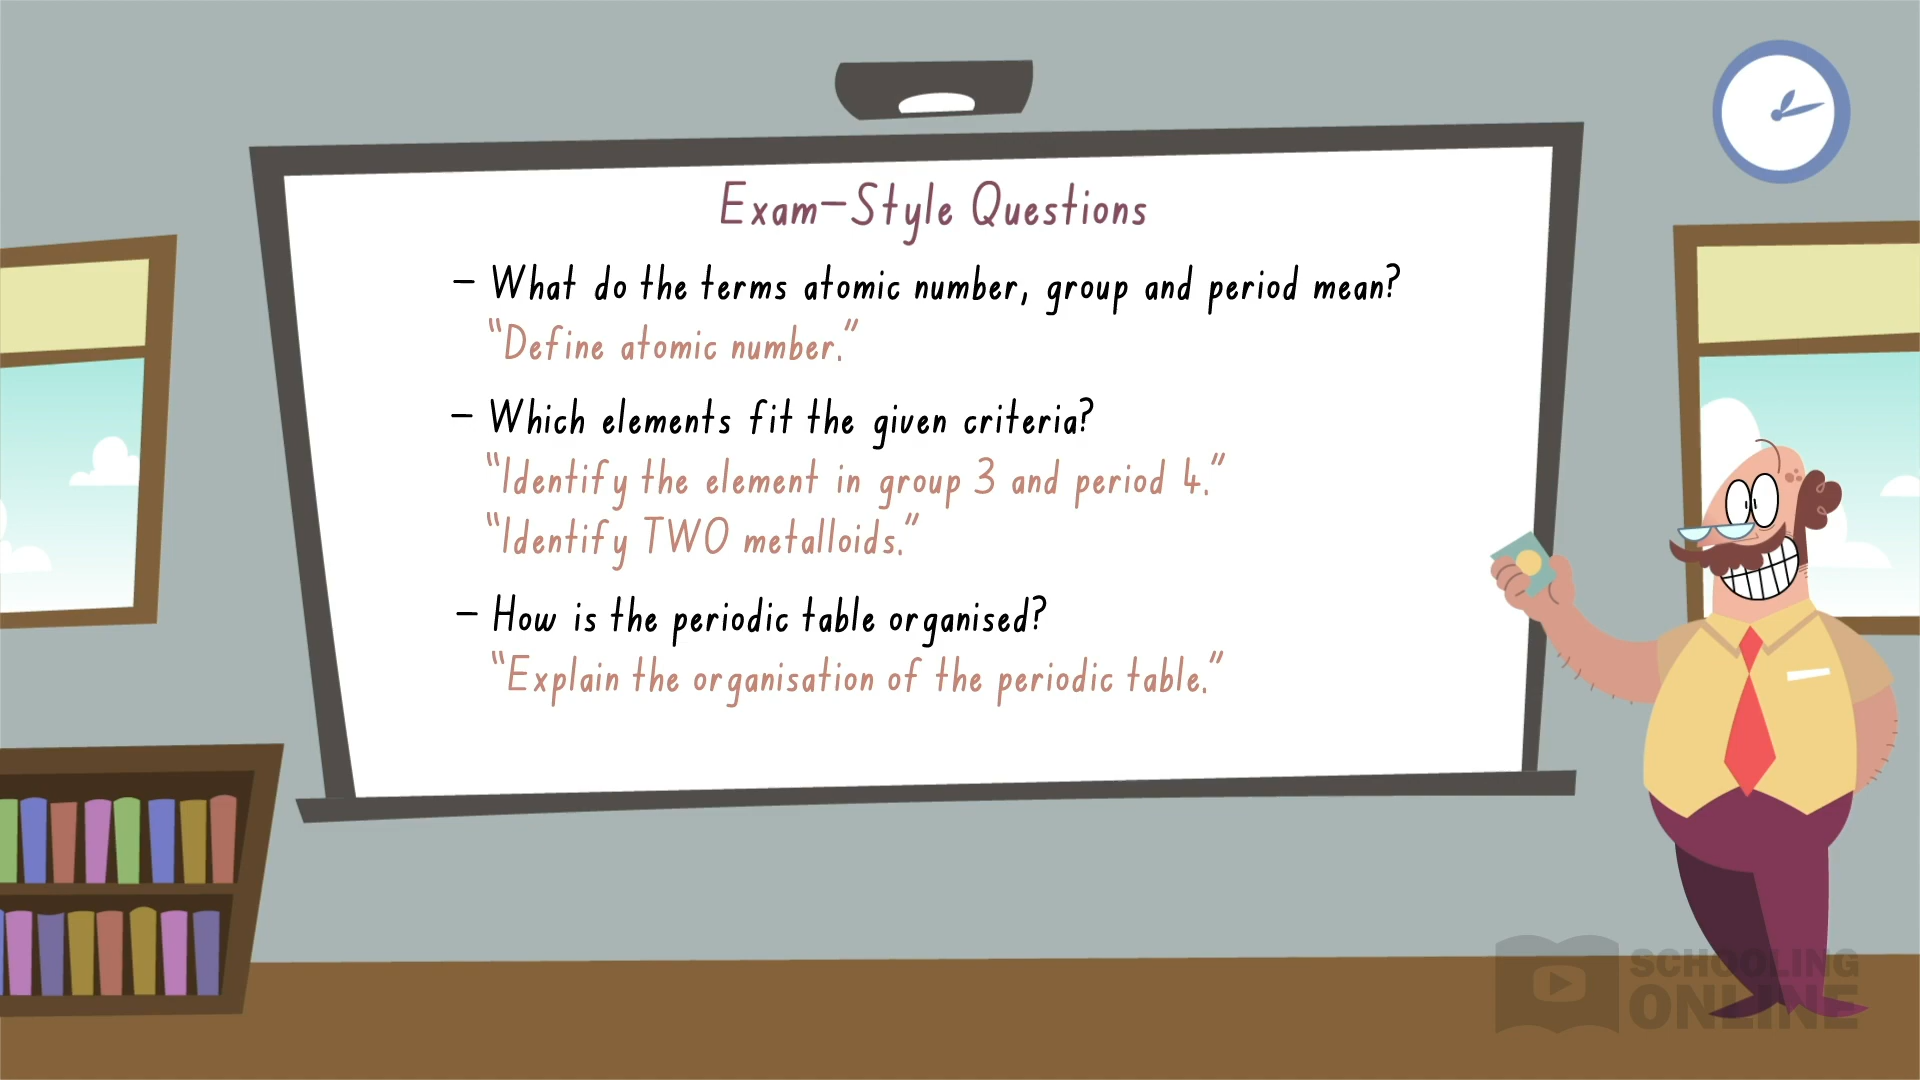 Exam-Style Questions
- What do the terms atomic number, group and period mean?
"Define atomic number."
- Which elements fit the given criteria?
"Identify the element in group 3 and period 4."
"Identify TWO metalloids."
- How is the periodic table organised?
"Explain the organisation of the periodic table."
SCHOOLING
ONLINE